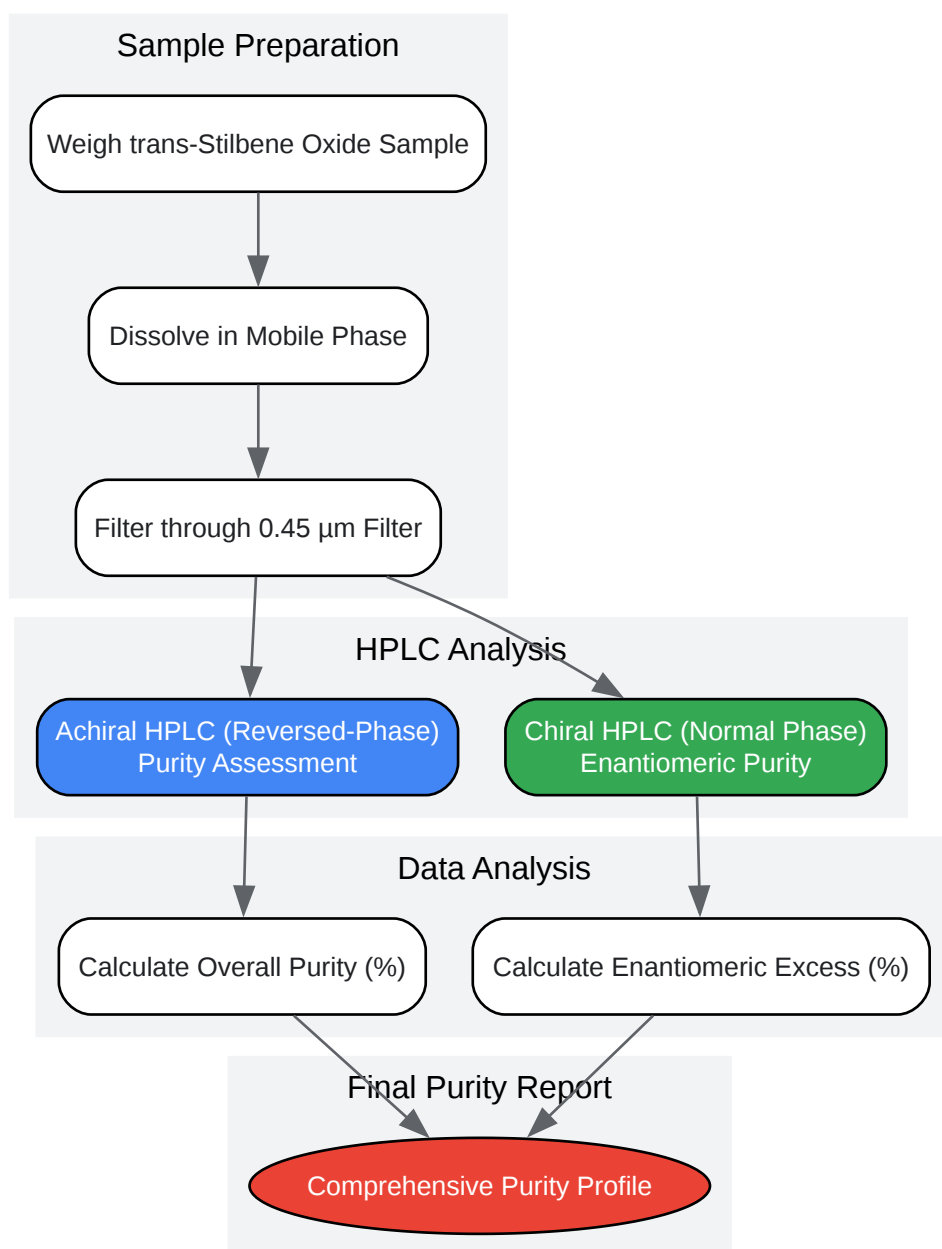 Sample Preparation
Weigh trans-Stilbene Oxide Sample
Dissolve in Mobile Phase
Filter through 0.45 µm Filter
HPLC Analysis
Achiral HPLC (Reversed-Phase)
Purity Assessment
Chiral HPLC (Normal Phase)
Enantiomeric Purity
Data Analysis
Calculate Overall Purity (%)
Calculate Enantiomeric Excess (%)
Final Purity Report
Comprehensive Purity Profile